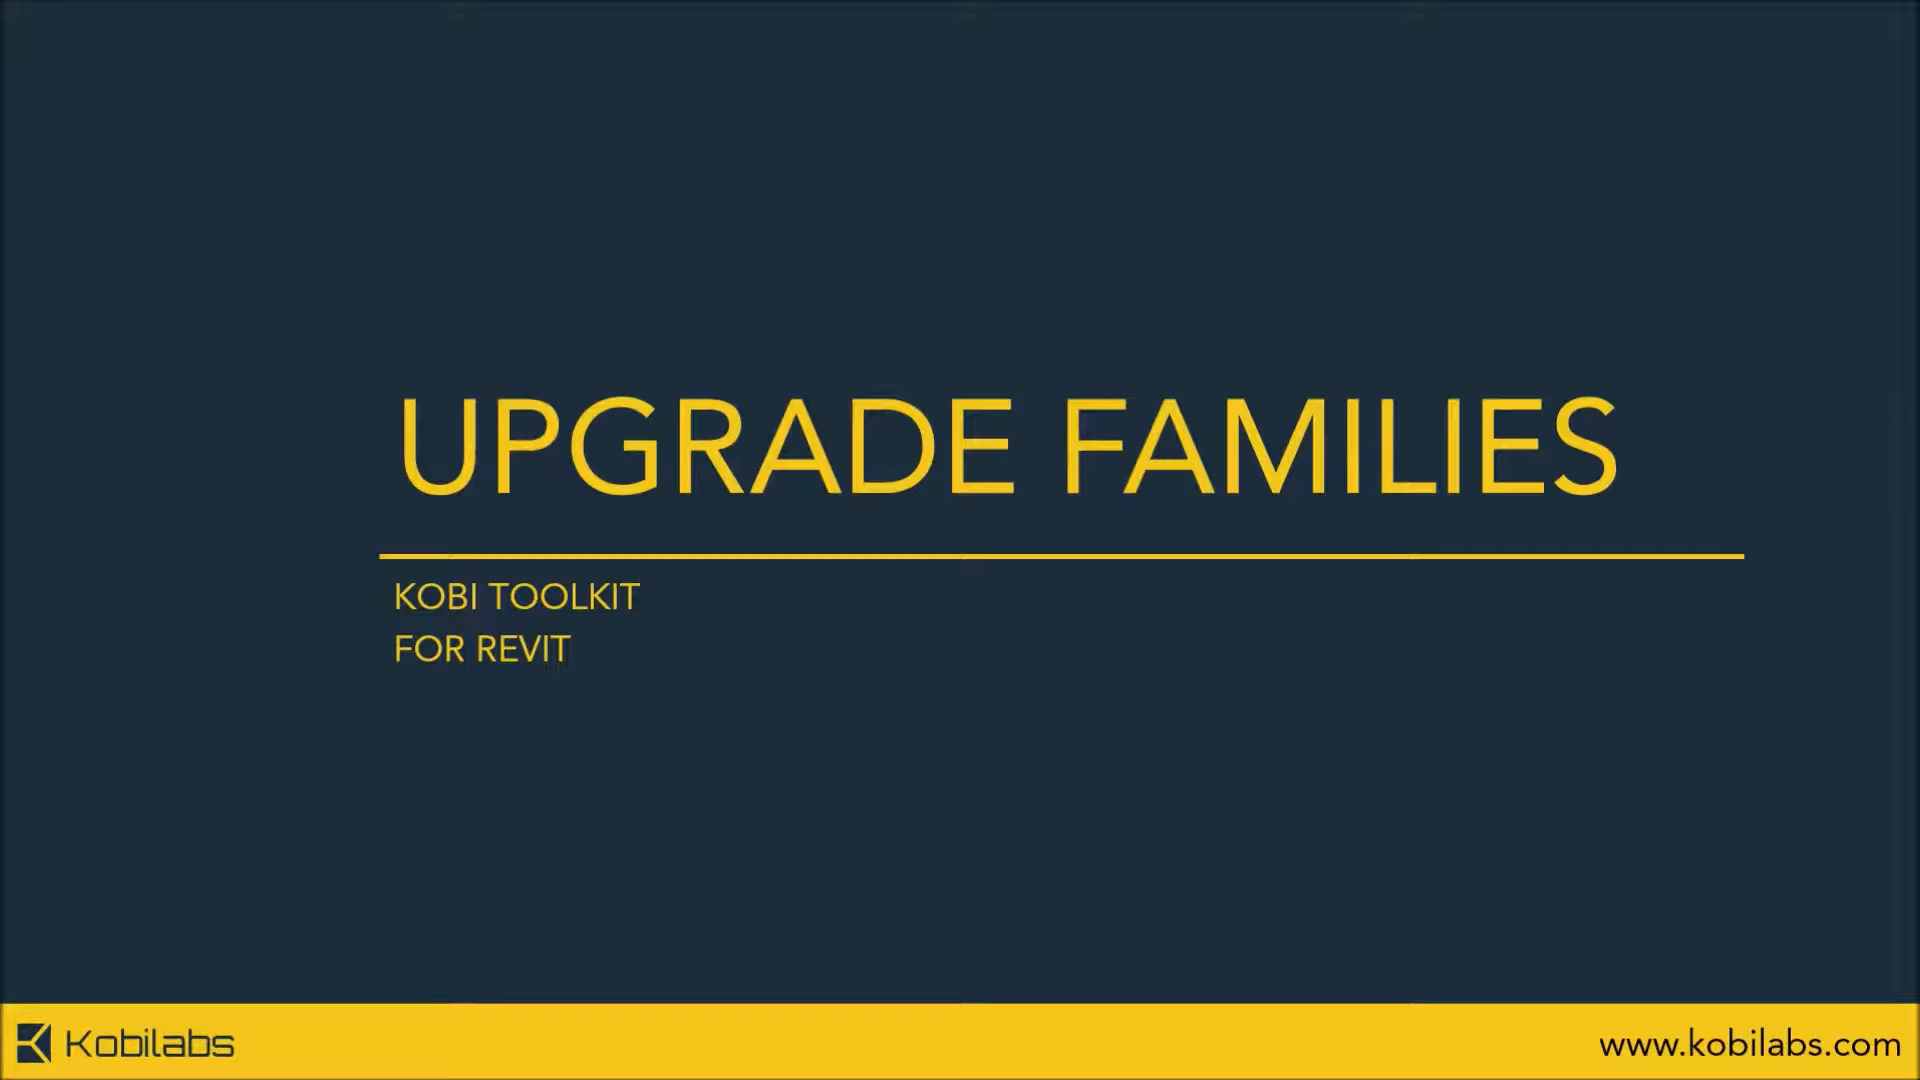 UPGRADE FAMILIES
KOBI TOOLKIT
FOR REVIT
Kobilabs
www.kobilabs.com